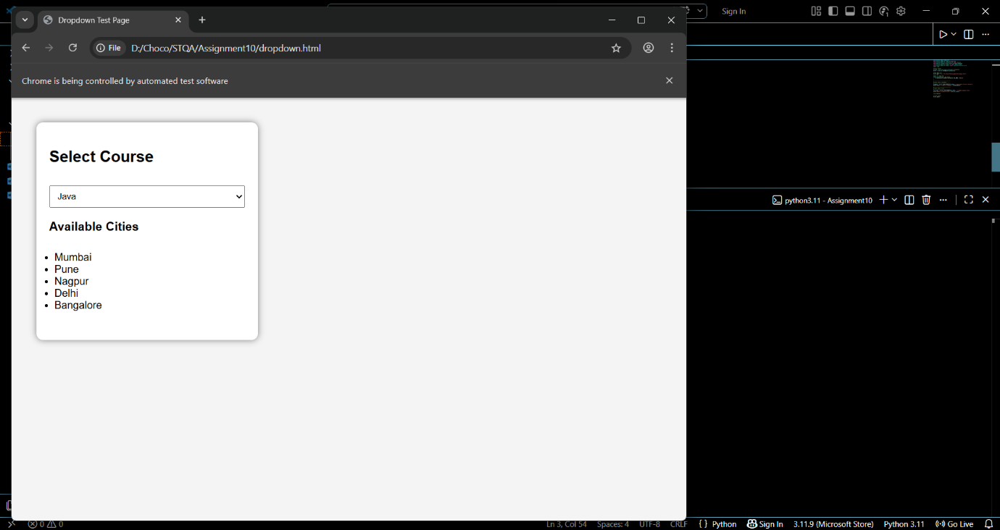 Dropdown Test Page
Sign In
File D:/Choco/STQA/Assignment10/dropdown.html
Chrome is being controlled by automated test software
Select Course
Java
Available Cities
Mumbai
Pune
Nagpur
Delhi
Bangalore
python3.11 - Assignment10
0 0 Ln 3, Col 54 Spaces: 4 UTF-8 CRLF { } Python Sign In 3.11.9 (Microsoft Store) Python 3.11 Go Live